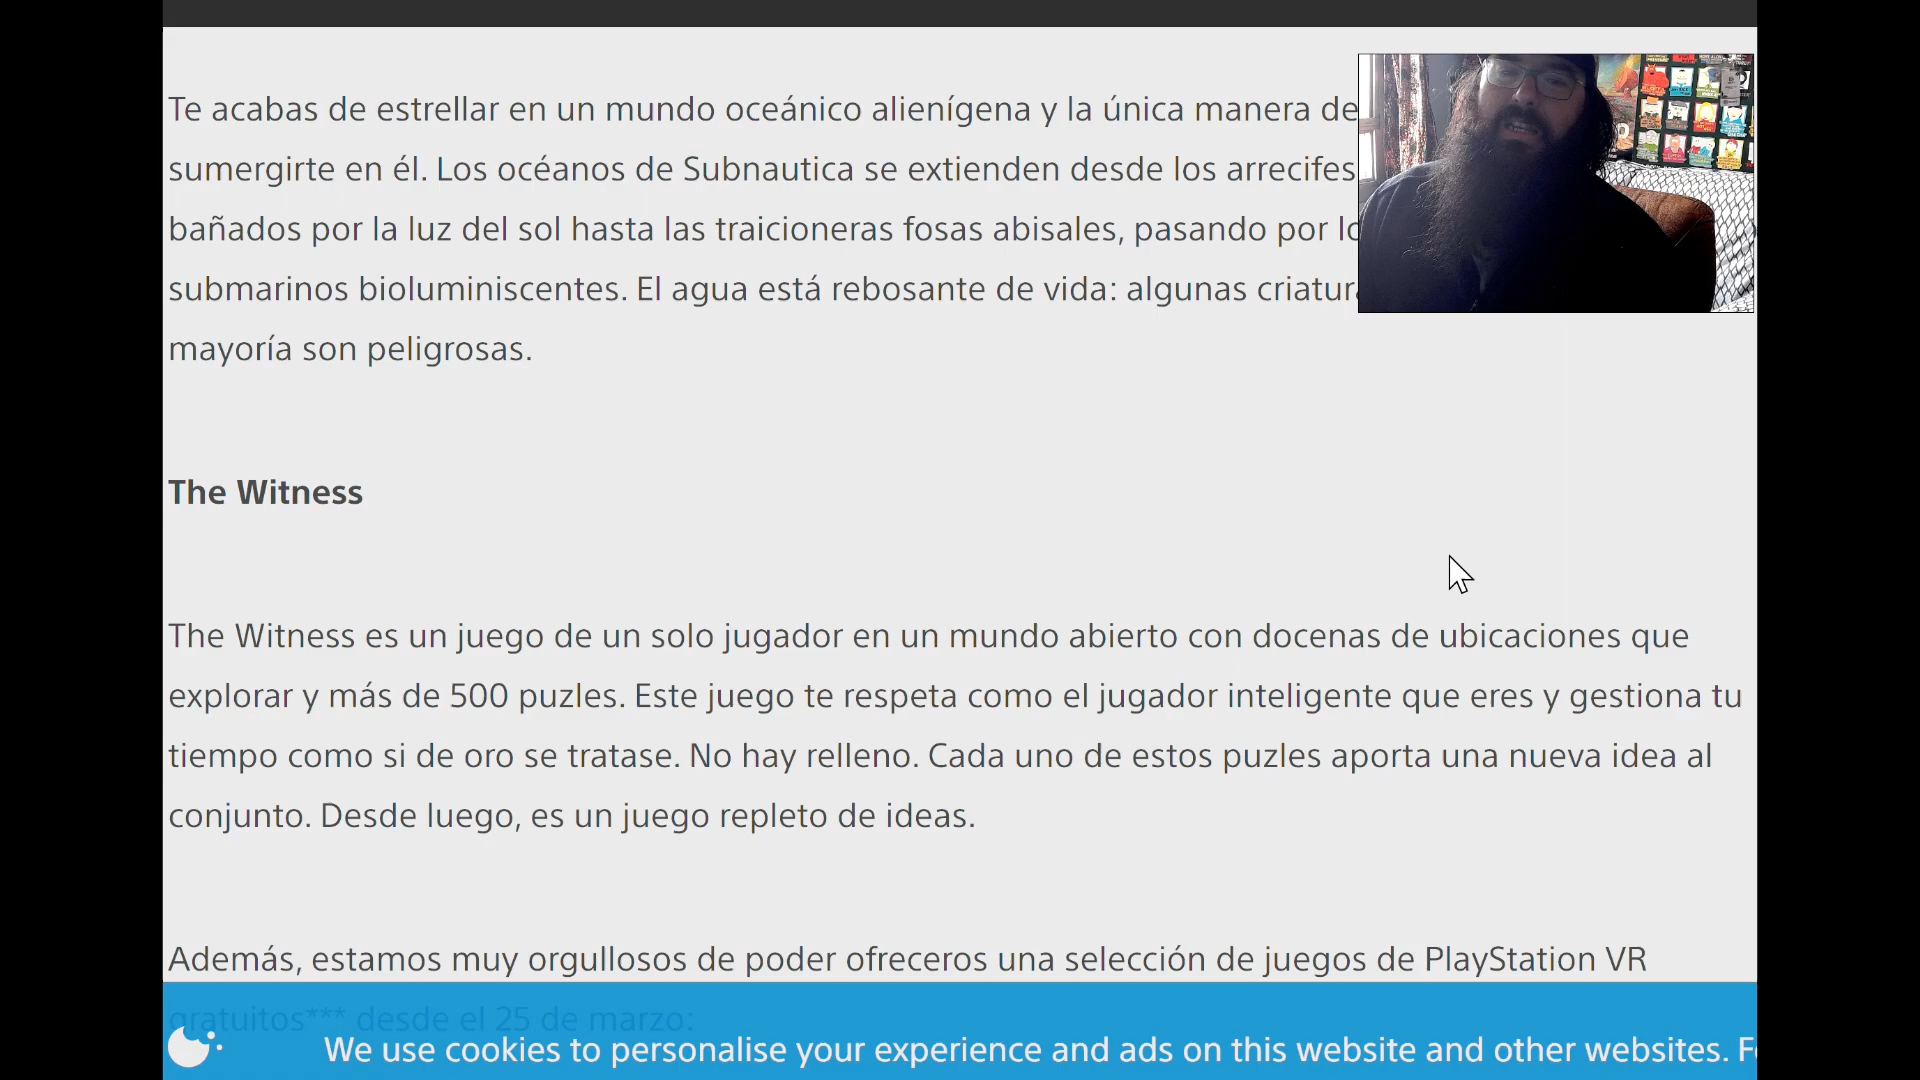 Te acabas de estrellar en un mundo oceánico alienígena y la única manera de
sumergirte en él. Los océanos de Subnautica se extienden desde los arrecifes
bañados por la luz del sol hasta las traicioneras fosas abisales, pasando por
submarinos bioluminiscentes. El agua está rebosante de vida: algunas
mayoría son peligrosas.
The Witness
The Witness es un juego de un solo jugador en un mundo abierto con docenas de ubicaciones que
explorar y más de 500 puzles. Este juego te respeta como el jugador inteligente que eres y gestiona tu
tiempo como si de oro se tratase. No hay relleno. Cada uno de estos puzles aporta una nueva idea al
conjunto. Desde luego, es un juego repleto de ideas.
Además, estamos muy orgullosos de poder ofreceros una selección de juegos de PlayStation VR
gratuitos*** desde el 25 de marzo:
We use cookies to personalise your experience and ads on this website and other websites.